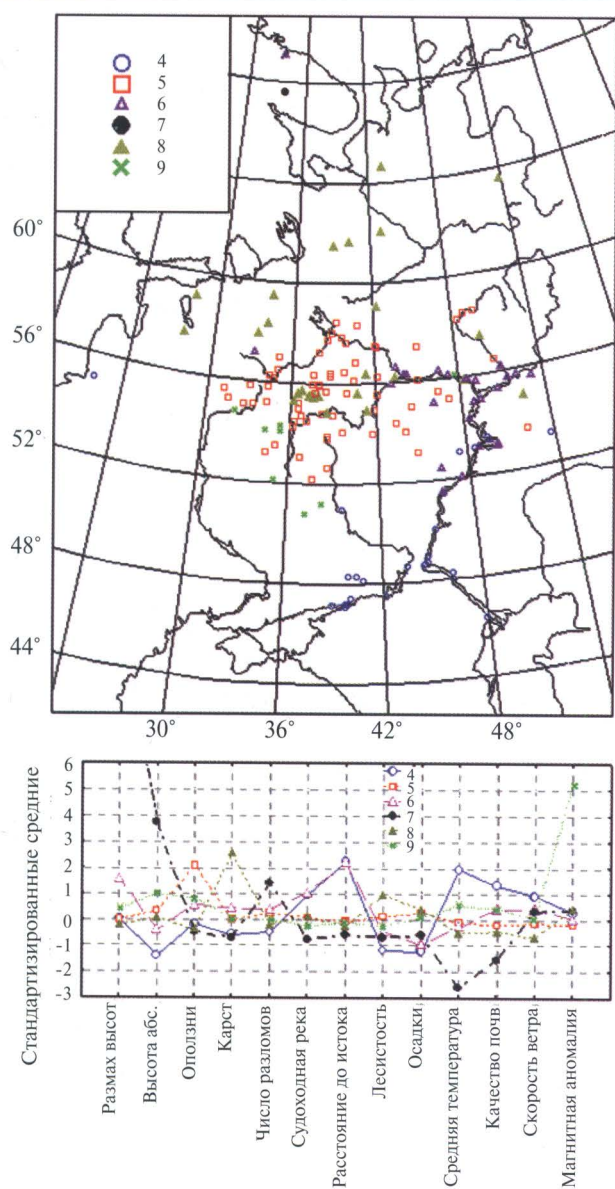 4
5
6
7
8
9
60°
56°
52°
48°
44°
30° 36° 42° 48°
Стандартизированные средние
6
5
4
3
2
1
0
-1
-2
-3
4
5
6
7
8
9
Размах высот
Высота абс.
Оползни
Карст
Число разломов
Судоходная река
Расстояние до истока
Лесистость
Осадки
Средняя температура
Качество почв
Скорость ветра
Магнитная аномалия